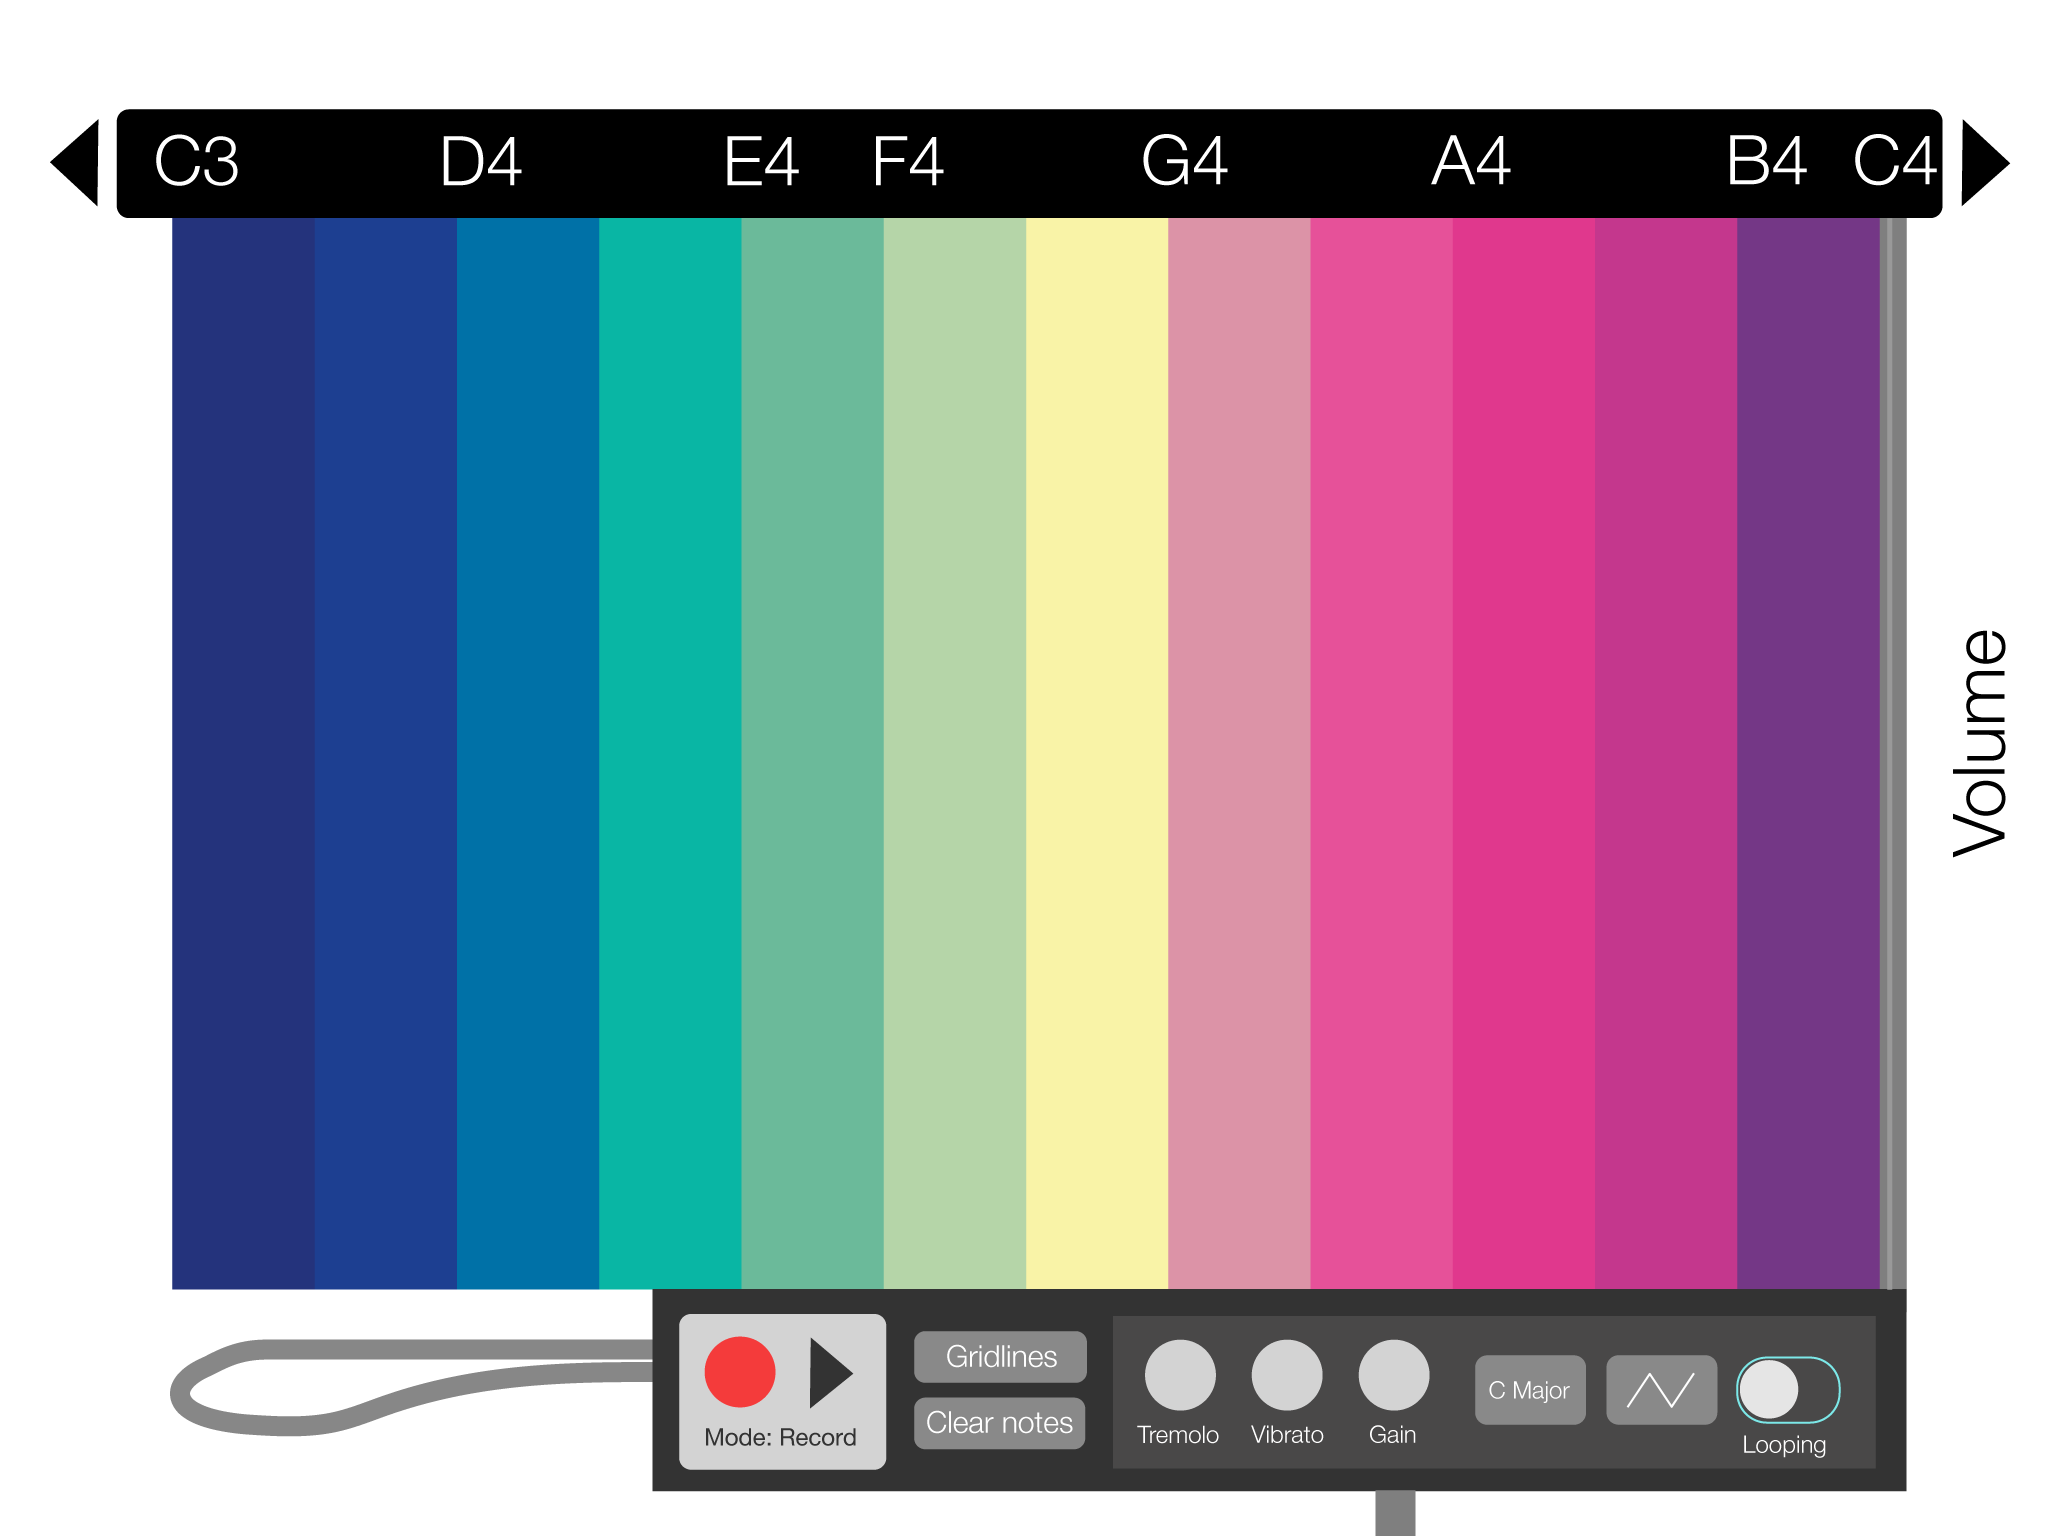 C3 D4 E4 F4 G4 A4 B4 C4
Volume
Mode: Record
Gridlines
Clear notes
Tremolo Vibrato Gain
C Major
Looping